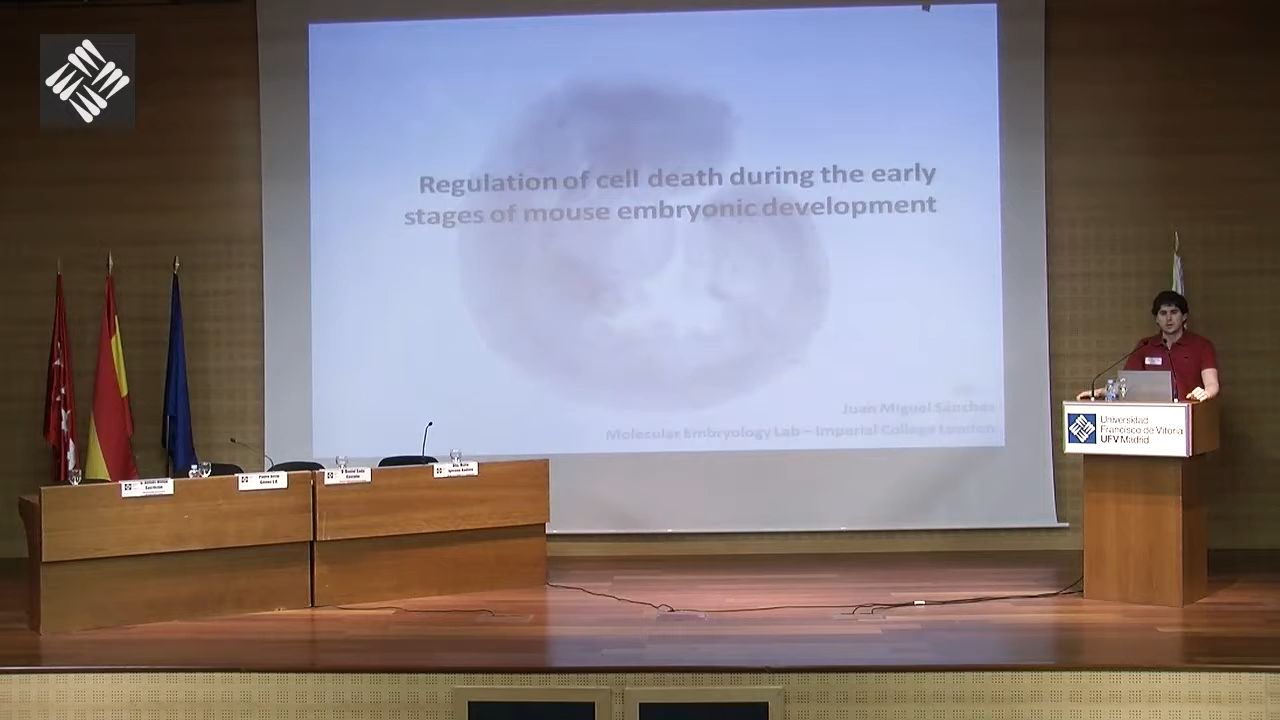 Regulation of cell death during the early
stages of mouse embryonic development
Juan Miguel Sánchez
Molecular Embryology Lab – Imperial College London
Universidad
Francisco de Vitoria
UFV Madrid